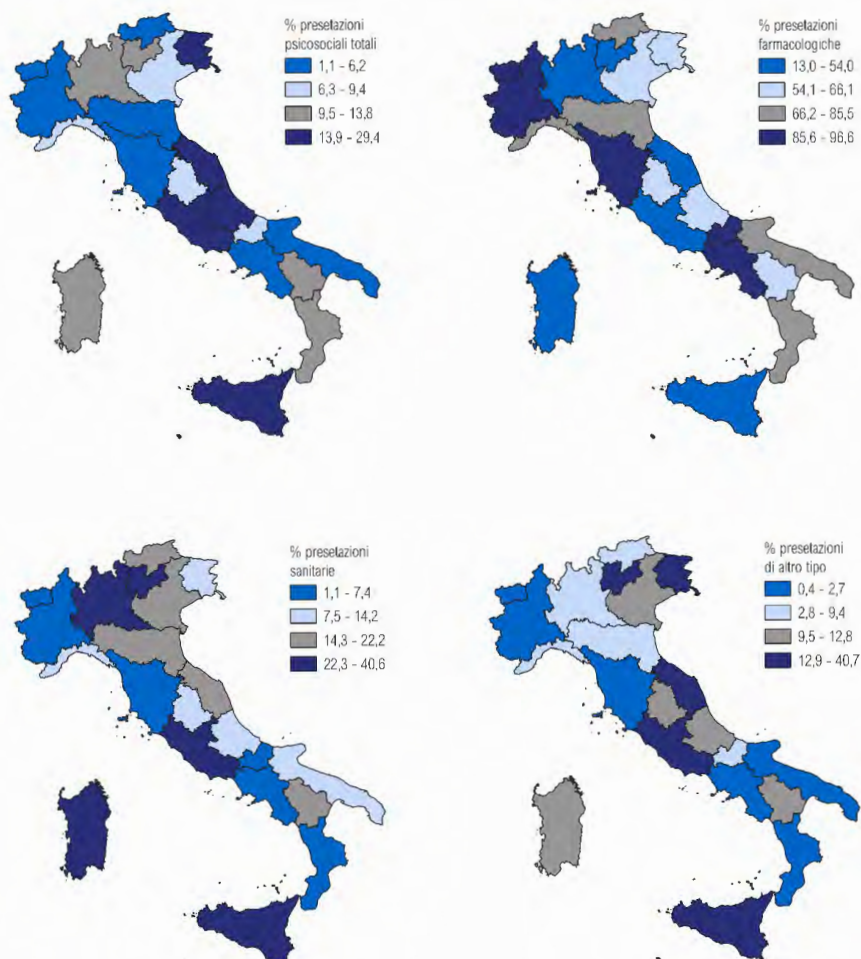 % presetazioni
psicosociali totali
1,1 - 6,2
6,3 - 9,4
9,5 - 13,8
13,9 - 29,4
% presetazioni
farmacologiche
13,0 - 54,0
54,1 - 66,1
66,2 - 85,5
85,6 - 96,6
% presetazioni
sanitarie
1,1 - 7,4
7,5 - 14,2
14,3 - 22,2
22,3 - 40,6
% presetazioni
di altro tipo
0,4 - 2,7
2,8 - 9,4
9,5 - 12,8
12,9 - 40,7